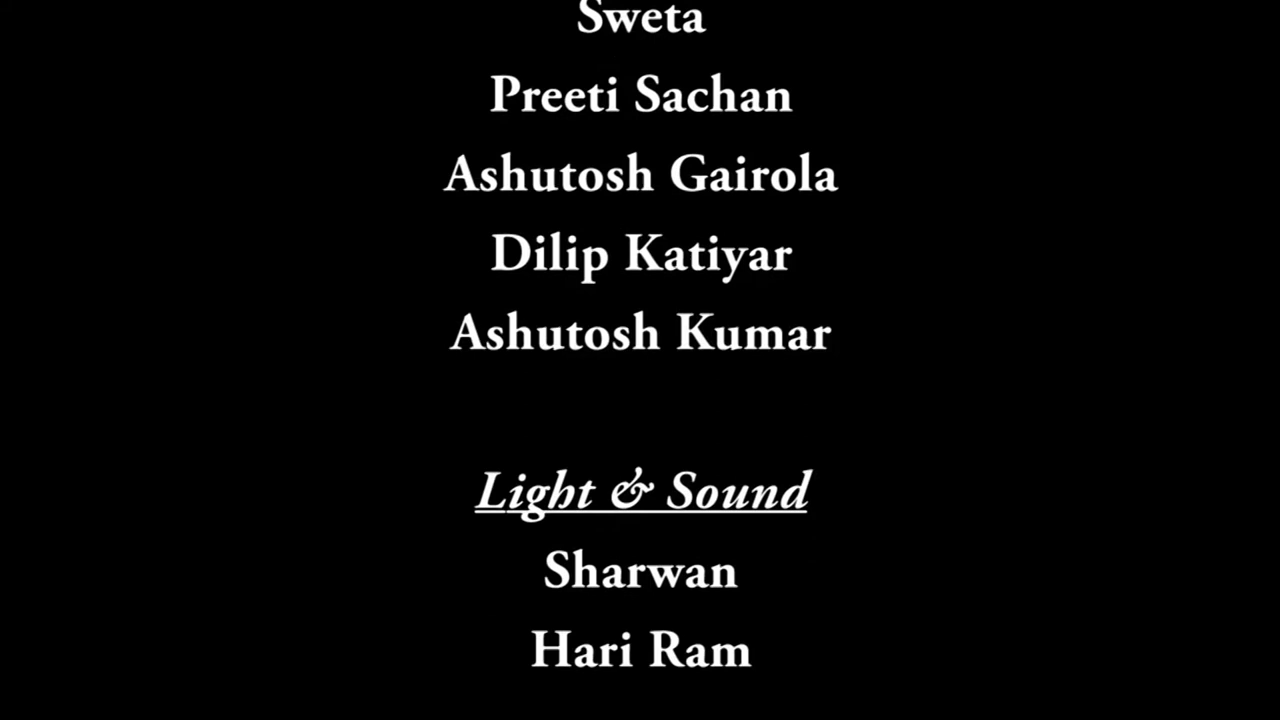 Sweta
Preeti Sachan
Ashutosh Gairola
Dilip Katiyar
Ashutosh Kumar
Light & Sound
Sharwan
Hari Ram